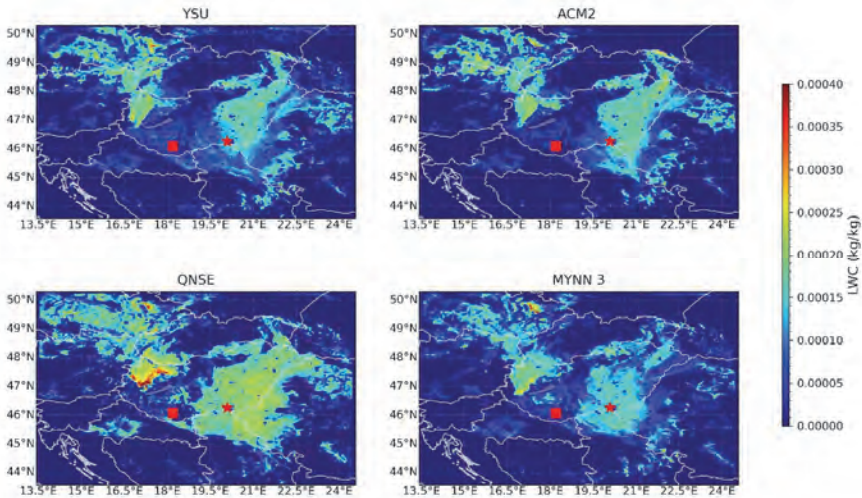 YSU
ACM2
50°N
49°N
48°N
47°N
46°N
45°N
44°N
13.5°E 15°E 16.5°E 18°E 19.5°E 21°E 22.5°E 24°E
50°N
49°N
48°N
47°N
46°N
45°N
44°N
13.5°E 15°E 16.5°E 18°E 19.5°E 21°E 22.5°E 24°E
QNSE
MYNN 3
50°N
49°N
48°N
47°N
46°N
45°N
44°N
13.5°E 15°E 16.5°E 18°E 19.5°E 21°E 22.5°E 24°E
50°N
49°N
48°N
47°N
46°N
45°N
44°N
13.5°E 15°E 16.5°E 18°E 19.5°E 21°E 22.5°E 24°E
0.00040
0.00035
0.00030
0.00025
0.00020
0.00015
0.00010
0.00005
0.00000
LWC (kg/kg)